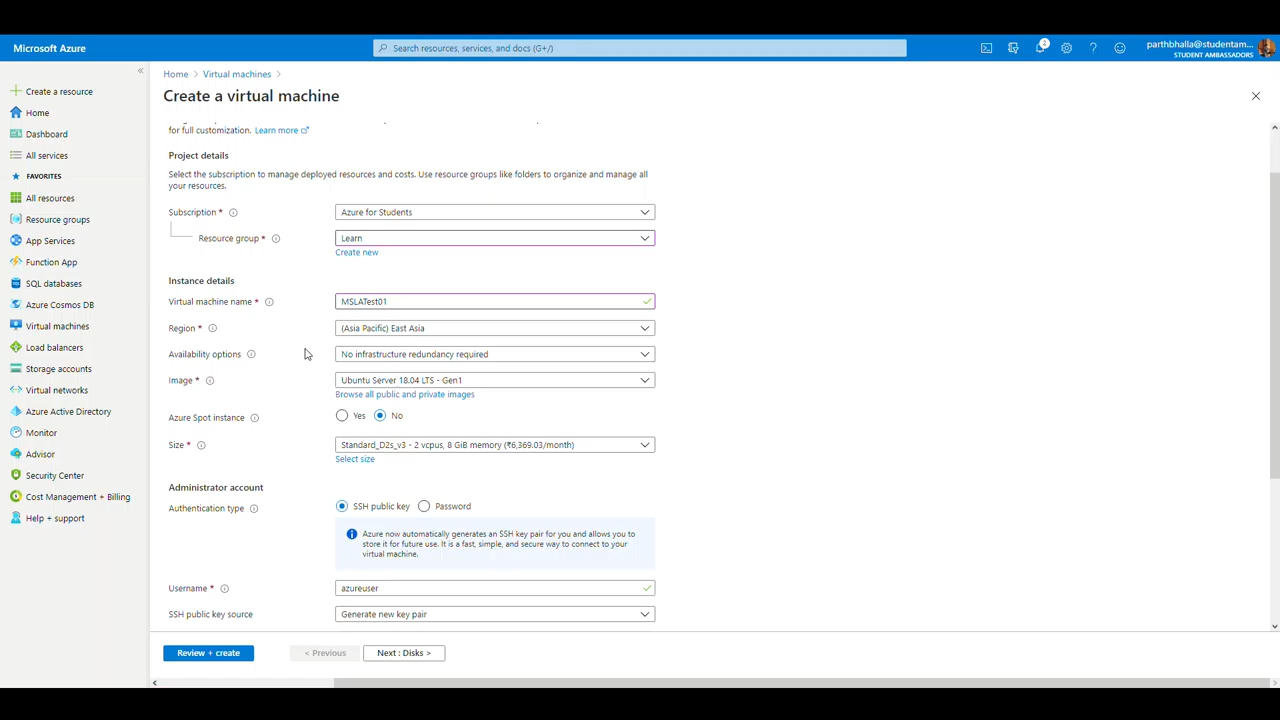 Microsoft Azure
Search resources, services, and docs (G+/)
2
parthbhalla@studentam...
STUDENT AMBASSADORS
Create a resource
Home
Dashboard
All services
FAVORITES
All resources
Resource groups
App Services
Function App
SQL databases
Azure Cosmos DB
Virtual machines
Load balancers
Storage accounts
Virtual networks
Azure Active Directory
Monitor
Advisor
Security Center
Cost Management + Billing
Help + support
Home > Virtual machines >
Create a virtual machine
for full customization. Learn more
Project details
Select the subscription to manage deployed resources and costs. Use resource groups like folders to organize and manage all
your resources.
Subscription * Azure for Students
Resource group * Learn
Create new
Instance details
Virtual machine name * MSLATest01
Region * (Asia Pacific) East Asia
Availability options No infrastructure redundancy required
Image * Ubuntu Server 18.04 LTS - Gen1
Browse all public and private images
Azure Spot instance Yes No
Size * Standard_D2s_v3 - 2 vcpus, 8 GiB memory (₹6,369.03/month)
Select size
Administrator account
Authentication type SSH public key Password
Azure now automatically generates an SSH key pair for you and allows you to
store it for future use. It is a fast, simple, and secure way to connect to your
virtual machine.
Username * azureuser
SSH public key source Generate new key pair
Review + create < Previous Next : Disks >